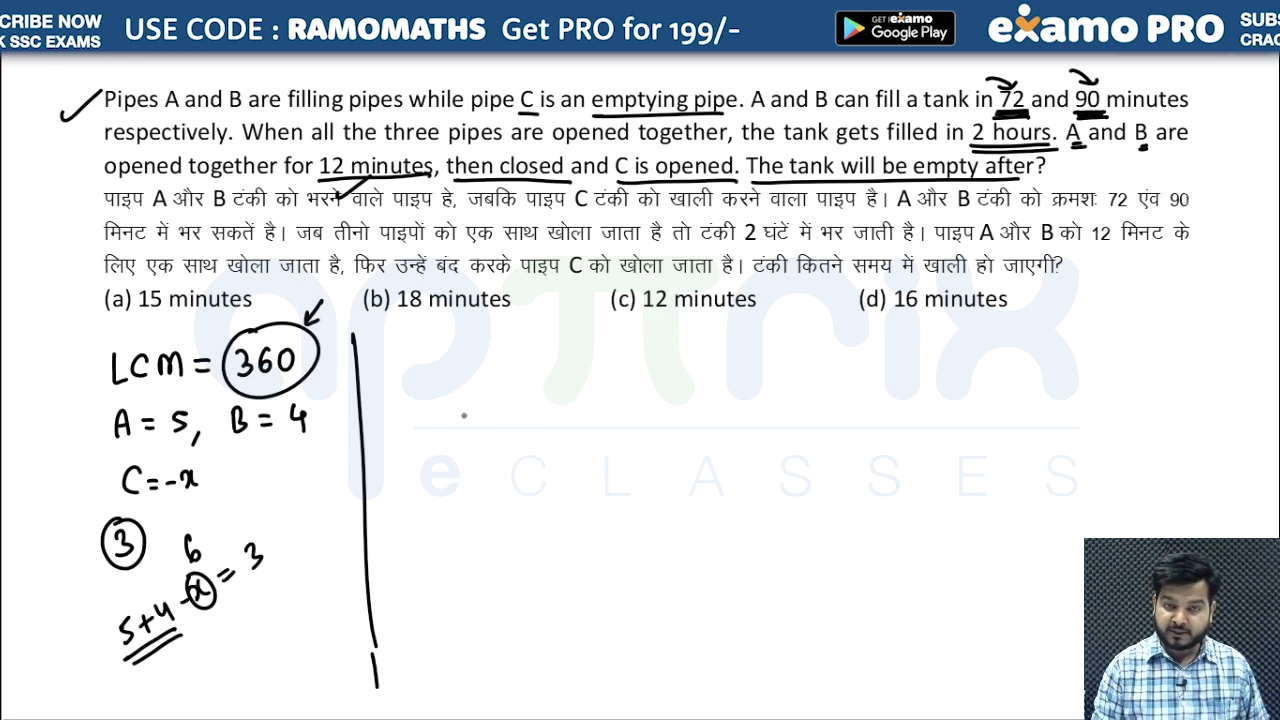 SCRIBE NOW
K SSC EXAMS
USE CODE : RAMOMATHS Get PRO for 199/-
GET IT examo
Google Play
examo PRO
SUBS
CRAC
Pipes A and B are filling pipes while pipe C is an emptying pipe. A and B can fill a tank in 72 and 90 minutes
respectively. When all the three pipes are opened together, the tank gets filled in 2 hours. A and B are
opened together for 12 minutes, then closed and C is opened. The tank will be empty after?
पाइप A और B टंकी को भरने वाले पाइप हे, जबकि पाइप C टंकी को खाली करने वाला पाइप है। A और B टंकी को क्रमशः 72 एंव 90
मिनट में भर सकतें है। जब तीनो पाइपों को एक साथ खोला जाता है तो टंकी 2 घंटें में भर जाती है। पाइप A और B को 12 मिनट के
लिए एक साथ खोला जाता है, फिर उन्हें बंद करके पाइप C को खोला जाता है। टंकी कितने समय में खाली हो जाएगी?
(a) 15 minutes (b) 18 minutes (c) 12 minutes (d) 16 minutes
apπrix
e CLASSES
LCM = 360
A = 5, B = 4
C = -x
3 6
5+4 -x = 3